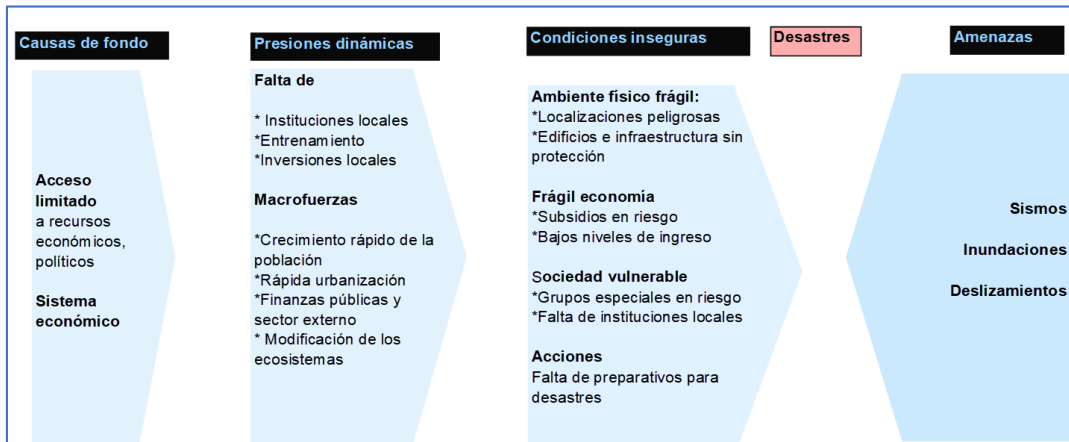 Causas de fondo
Presiones dinámicas
Condiciones inseguras
Desastres
Amenazas
Acceso
limitado
a recursos
económicos,
políticos
Sistema
económico
Falta de
* Instituciones locales
*Entrenamiento
*Inversiones locales
Macrofuerzas
*Crecimiento rápido de la
población
*Rápida urbanización
*Finanzas públicas y
sector externo
* Modificación de los
ecosistemas
Ambiente físico frágil:
*Localizaciones peligrosas
*Edificios e infraestructura sin
protección
Frágil economía
*Subsidios en riesgo
*Bajos niveles de ingreso
Sociedad vulnerable
*Grupos especiales en riesgo
*Falta de instituciones locales
Acciones
Falta de preparativos para
desastres
Sismos
Inundaciones
Deslizamientos